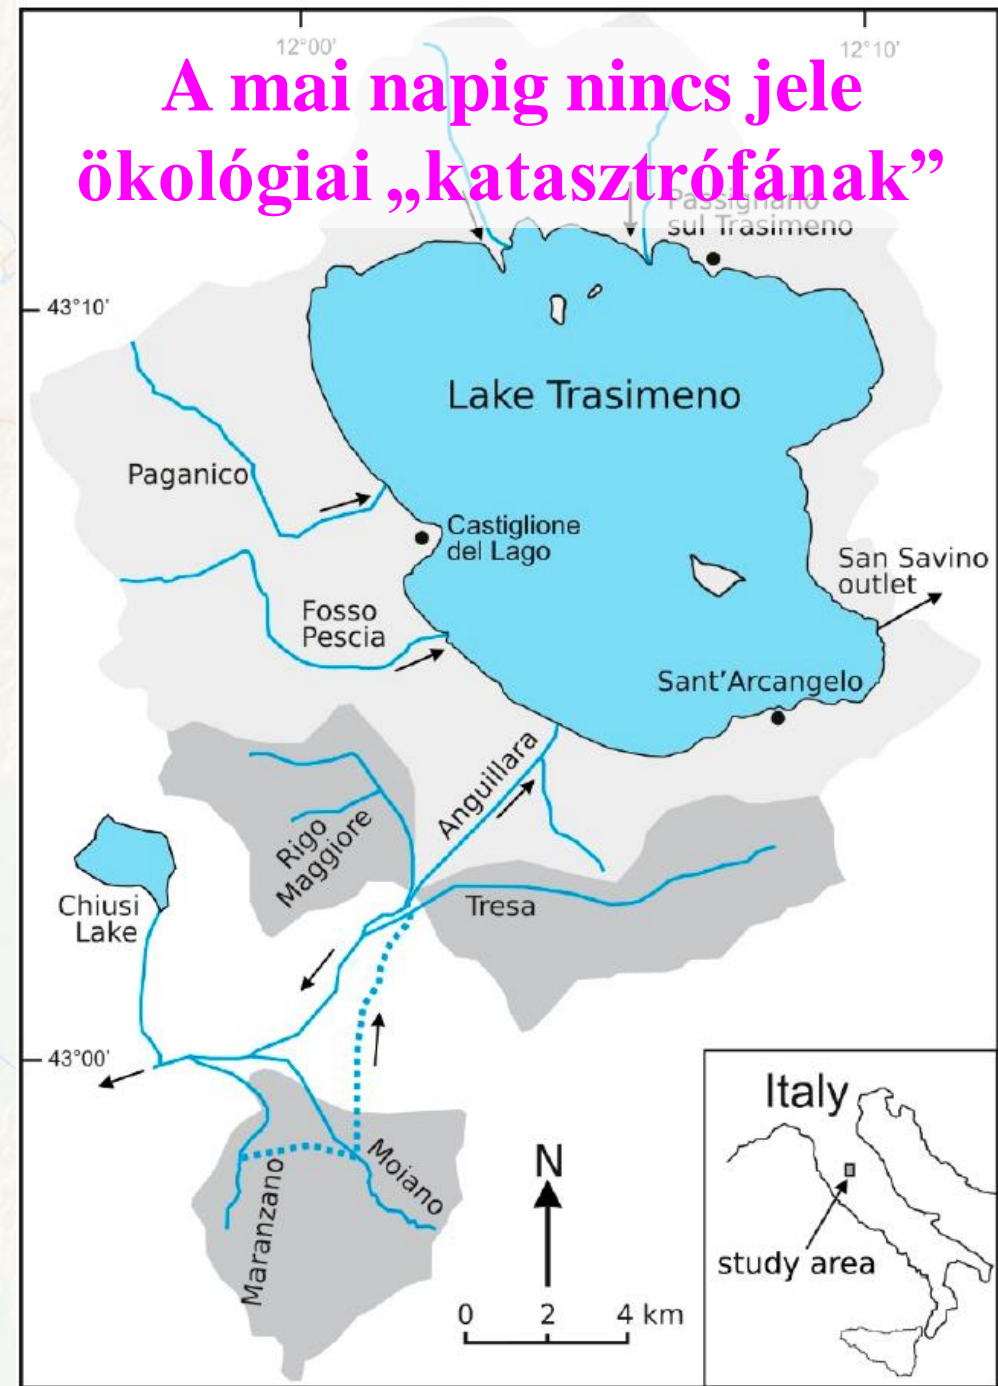 12°00'
12°10'
A mai napig nincs jele
ökológiai „katasztrófának”
Passignano
sul Trasimeno
43°10'
Lake Trasimeno
Paganico
Castiglione
del Lago
San Savino
outlet
Fosso
Pescia
Sant'Arcangelo
Anguillara
Rigo
Maggiore
Chiusi
Lake
Tresa
43°00'
Moiano
Maranzano
N
0 2 4 km
Italy
study area